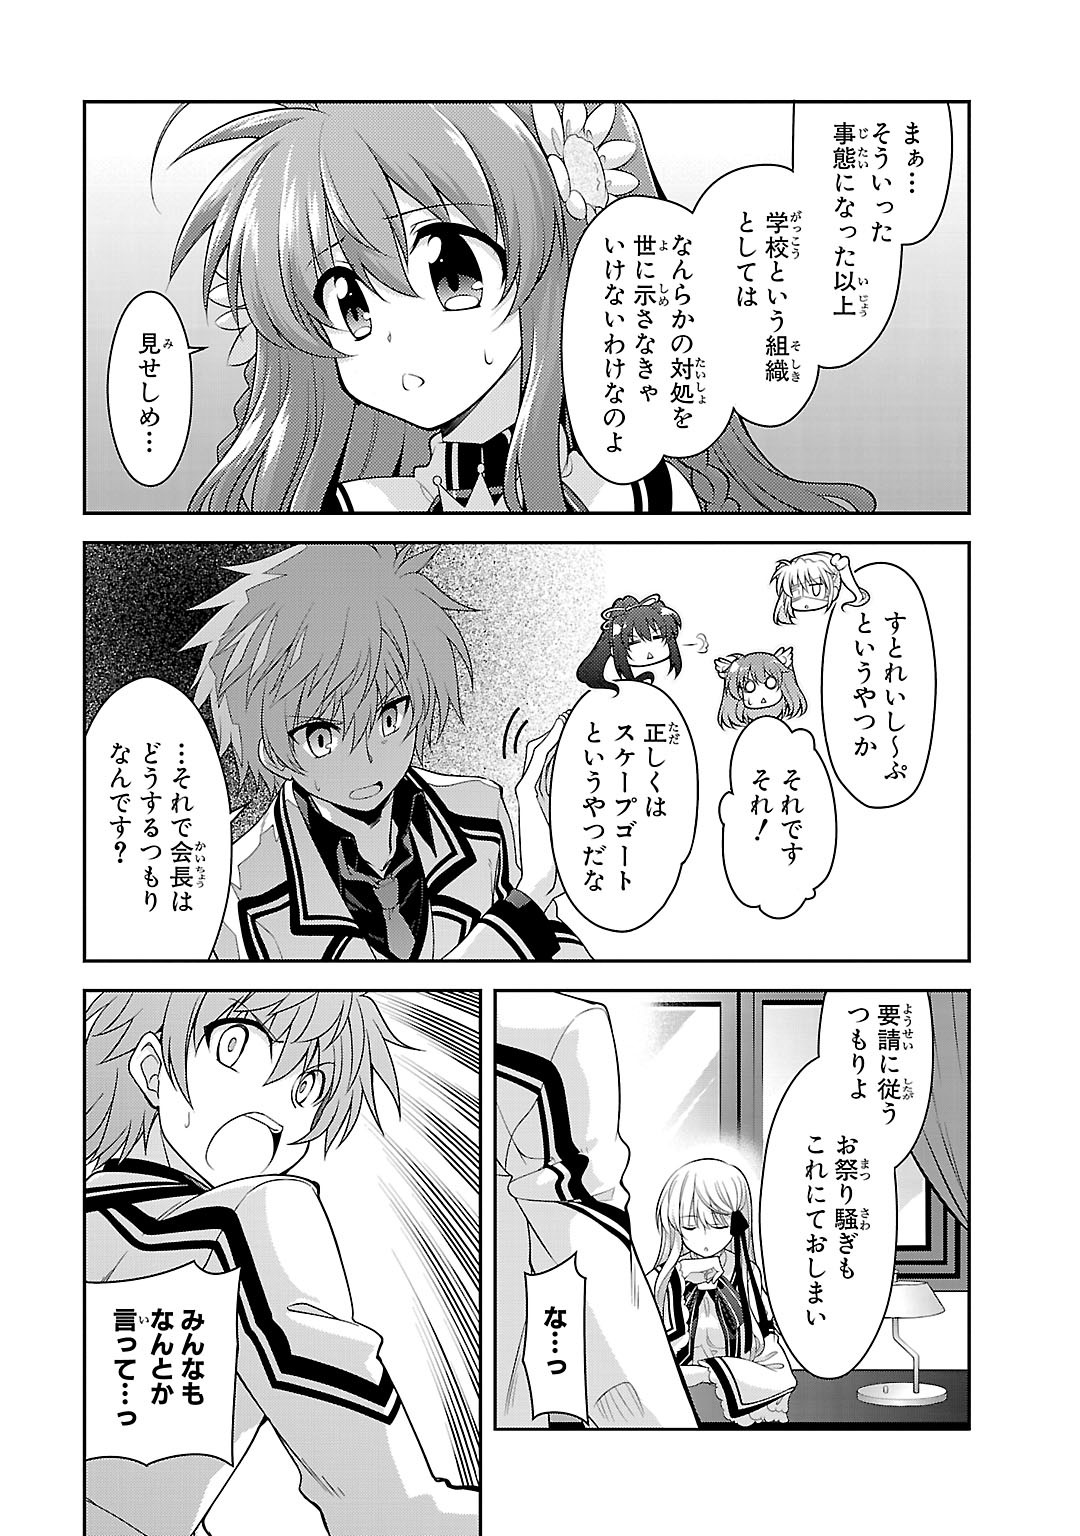 まぁ…
そういった
事態になった以上
学校という組織
としては
なんらかの対処を
世に示さなきゃ
いけないわけなのよ
見せしめ…
すとれいし〜ぷ
というやつか
それです
それ！
正しくは
スケープゴート
というやつだな
…それで会長は
どうするつもり
なんです？
要請に従う
つもりよ
お祭り騒ぎも
これにておしまい
な…っ
みんなも
なんとか
言って…っ